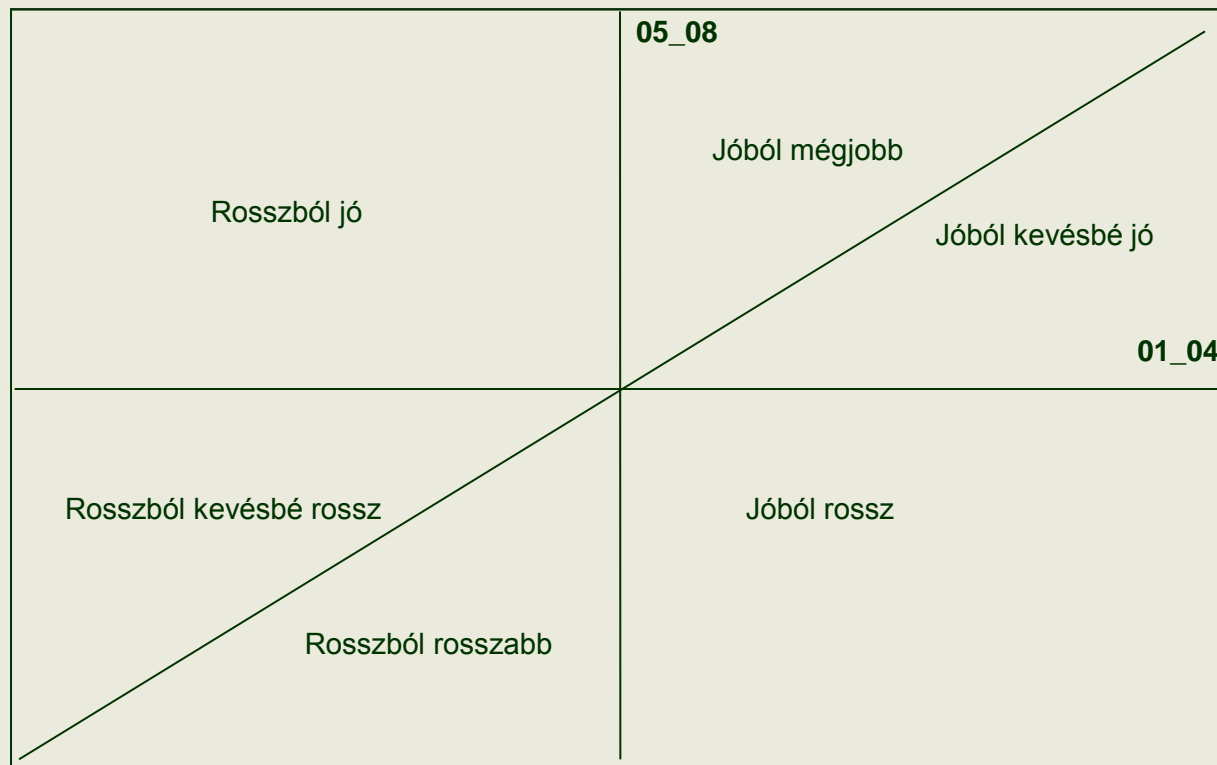 05_08
Jóból mégjobb
Rosszból jó
Jóból kevésbé jó
01_04
Rosszból kevésbé rossz
Jóból rossz
Rosszból rosszabb